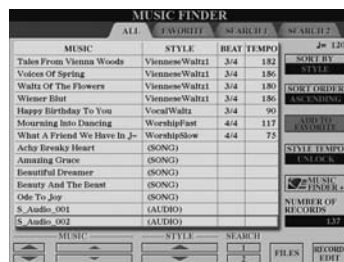 MUSIC FINDER
ALL FAVORITE SEARCH 1 SEARCH 2
MUSIC STYLE BEAT TEMPO
Tales From Vienna Woods VienneseWaltz1 3/4 182
Voices Of Spring VienneseWaltz1 3/4 186
Waltz Of The Flowers VienneseWaltz1 3/4 180
Wiener Blut VienneseWaltz1 3/4 186
Happy Birthday To You VocalWaltz 3/4 90
Mourning Into Dancing WorshipFast 4/4 117
What A Friend We Have In J~ WorshipSlow 4/4 75
Achy Breaky Heart (SONG)
Amazing Grace (SONG)
Beautiful Dreamer (SONG)
Beauty And The Beast (SONG)
Ode To Joy (SONG)
S_Audio_001 (AUDIO)
S_Audio_002 (AUDIO)
J= 120
SORT BY
STYLE
SORT ORDER
ASCENDING
ADD TO
FAVORITE
STYLE TEMPO
UNLOCK
MUSIC
FINDER+
NUMBER OF
RECORDS
137
MUSIC STYLE SEARCH
1
2
FILES
RECORD
EDIT